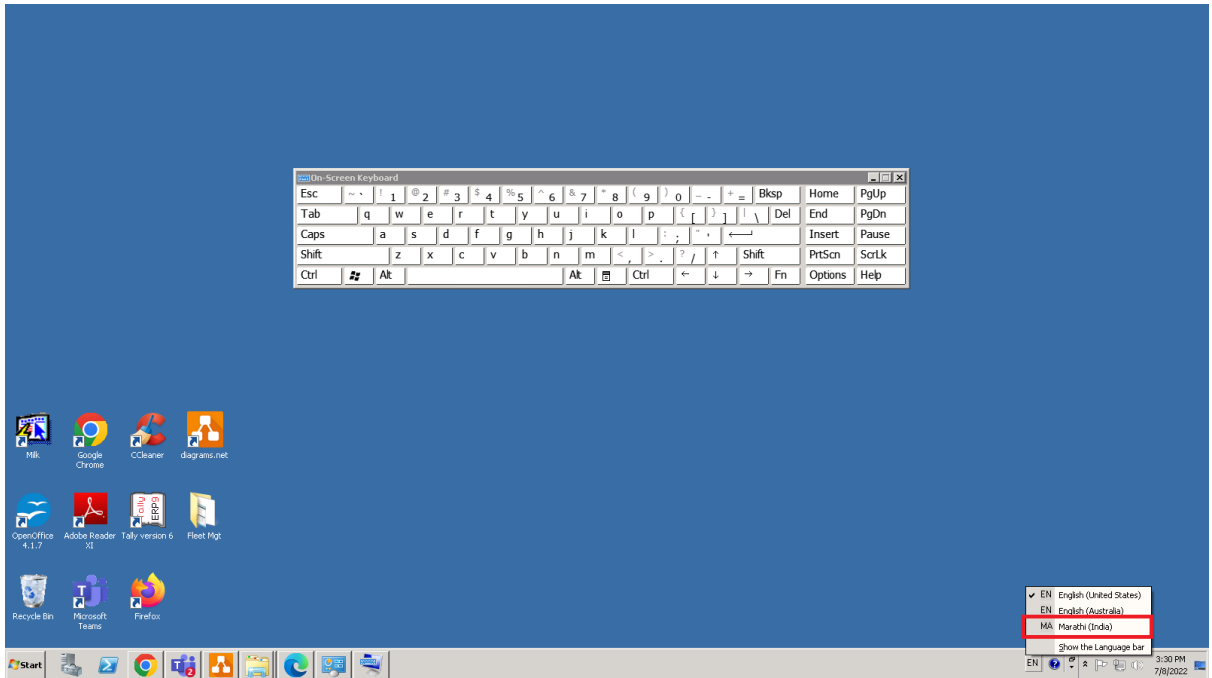 On-Screen Keyboard
Esc ~ ` ! 1 @ 2 # 3 $ 4 % 5 ^ 6 & 7 * 8 ( 9 ) 0 _ - + = Bksp Home PgUp
Tab q w e r t y u i o p { [ } ] | \ Del End PgDn
Caps a s d f g h j k l : ; " ' Insert Pause
Shift z x c v b n m < , > . ? / ↑ Shift PrtScn ScrLk
Ctrl Alt Alt Ctrl ← ↓ → Fn Options Help
Milk
Google Chrome
CCleaner
diagrams.net
OpenOffice 4.1.7
Adobe Reader XI
Tally version 6
Fleet Mgt
Recycle Bin
Microsoft Teams
Firefox
EN English (United States)
EN English (Australia)
MA Marathi (India)
Show the Language bar
Start
2
EN
3:30 PM
7/8/2022